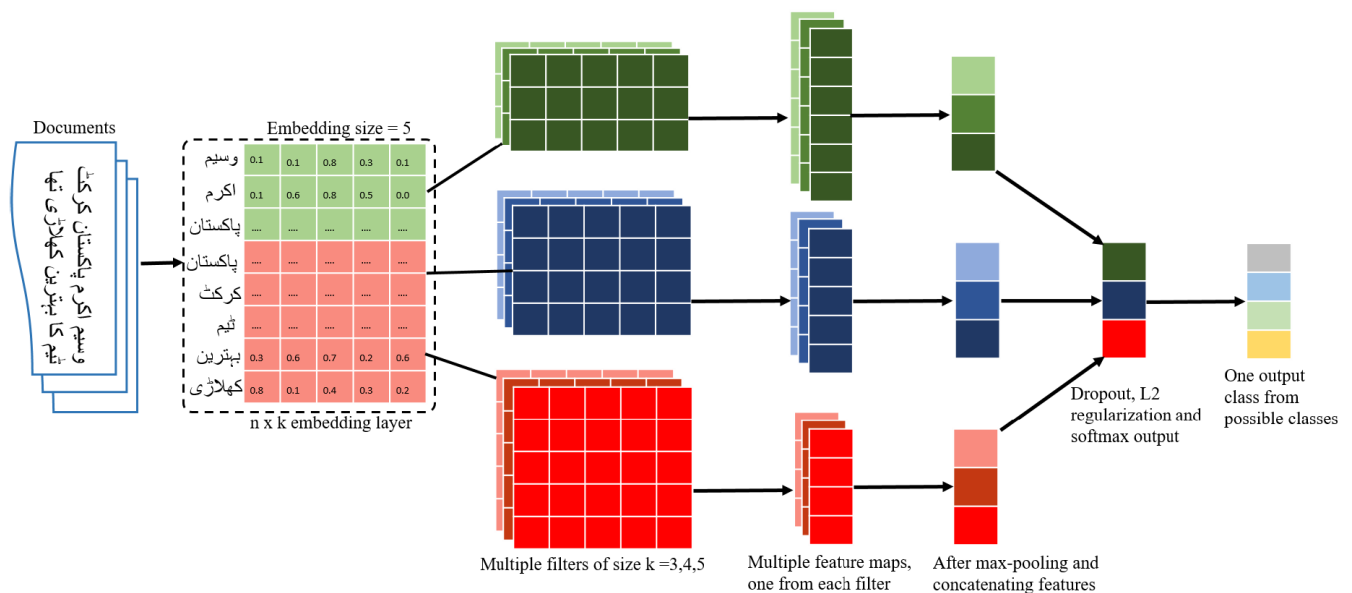 Documents
وسیم اکرم پاکستان کرکٹ
ٹیم کا بہترین کھلاڑی تھا
Embedding size = 5
وسیم 0.1 0.1 0.8 0.3 0.1
اکرم 0.1 0.6 0.8 0.5 0.0
پاکستان .... .... .... .... ....
پاکستان .... .... .... .... ....
کرکٹ .... .... .... .... ....
ٹیم .... .... .... .... ....
بہترین 0.3 0.6 0.7 0.2 0.6
کھلاڑی 0.8 0.1 0.4 0.3 0.2
n x k embedding layer
Multiple filters of size k =3,4,5
Multiple feature maps,
one from each filter
After max-pooling and
concatenating features
Dropout, L2
regularization and
softmax output
One output
class from
possible classes